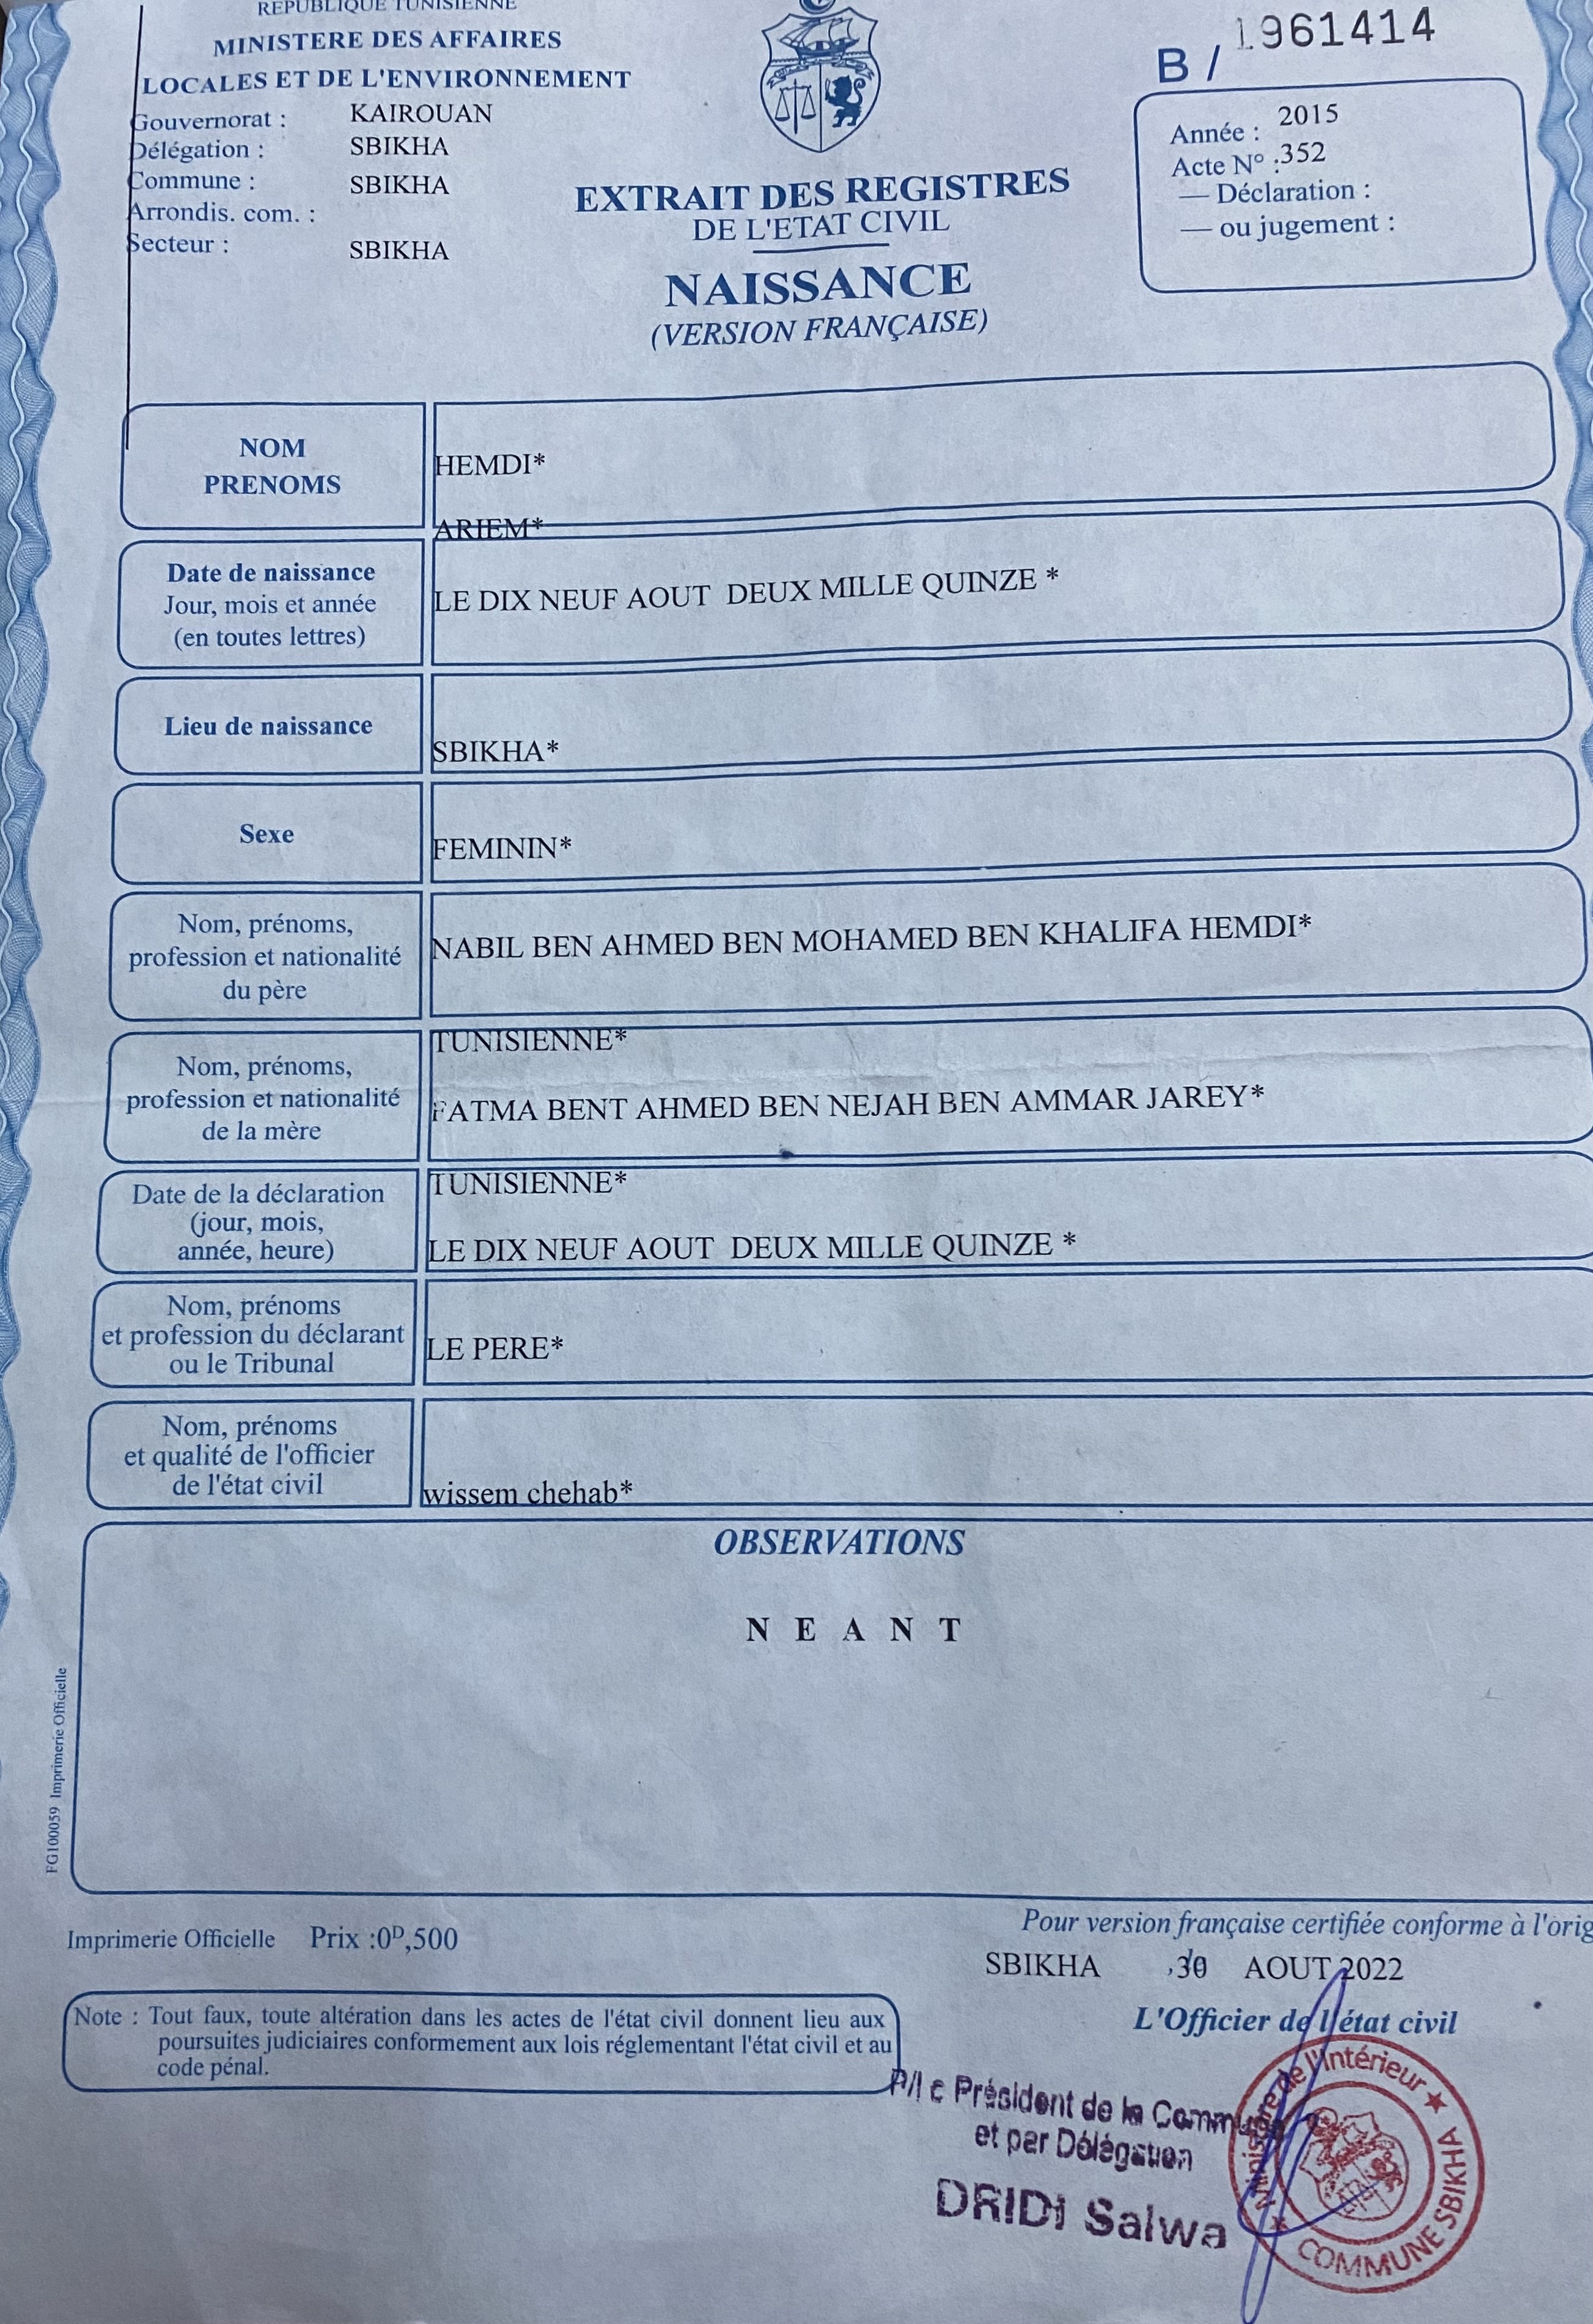 REPUBLIQUE TUNISIENNE
MINISTERE DES AFFAIRES
LOCALES ET DE L'ENVIRONNEMENT
Gouvernorat : KAIROUAN
Délégation : SBIKHA
Commune : SBIKHA
Arrondis. com. :
Secteur : SBIKHA
EXTRAIT DES REGISTRES
DE L'ETAT CIVIL
NAISSANCE
(VERSION FRANÇAISE)
B / 1961414
Année : 2015
Acte N° : 352
— Déclaration :
— ou jugement :
NOM
PRENOMS
HEMDI*
ARIEM*
Date de naissance
Jour, mois et année
(en toutes lettres)
LE DIX NEUF AOUT DEUX MILLE QUINZE *
Lieu de naissance
SBIKHA*
Sexe
FEMININ*
Nom, prénoms,
profession et nationalité
du père
NABIL BEN AHMED BEN MOHAMED BEN KHALIFA HEMDI*
TUNISIENNE*
Nom, prénoms,
profession et nationalité
de la mère
FATMA BENT AHMED BEN NEJAH BEN AMMAR JAREY*
TUNISIENNE*
Date de la déclaration
(jour, mois,
année, heure)
LE DIX NEUF AOUT DEUX MILLE QUINZE *
Nom, prénoms
et profession du déclarant
ou le Tribunal
LE PERE*
Nom, prénoms
et qualité de l'officier
de l'état civil
wissem chehab*
OBSERVATIONS
N E A N T
FG100059 Imprimerie Officielle
Imprimerie Officielle Prix :0D,500
Pour version française certifiée conforme à l'orig
SBIKHA ,30 AOUT 2022
L'Officier de l'état civil
Note : Tout faux, toute altération dans les actes de l'état civil donnent lieu aux
poursuites judiciaires conformement aux lois réglementant l'état civil et au
code pénal.
P/l e Président de la Commune
et par Délégation
DRIDI Salwa
Ministère de l'Intérieur
COMMUNE SBIKHA